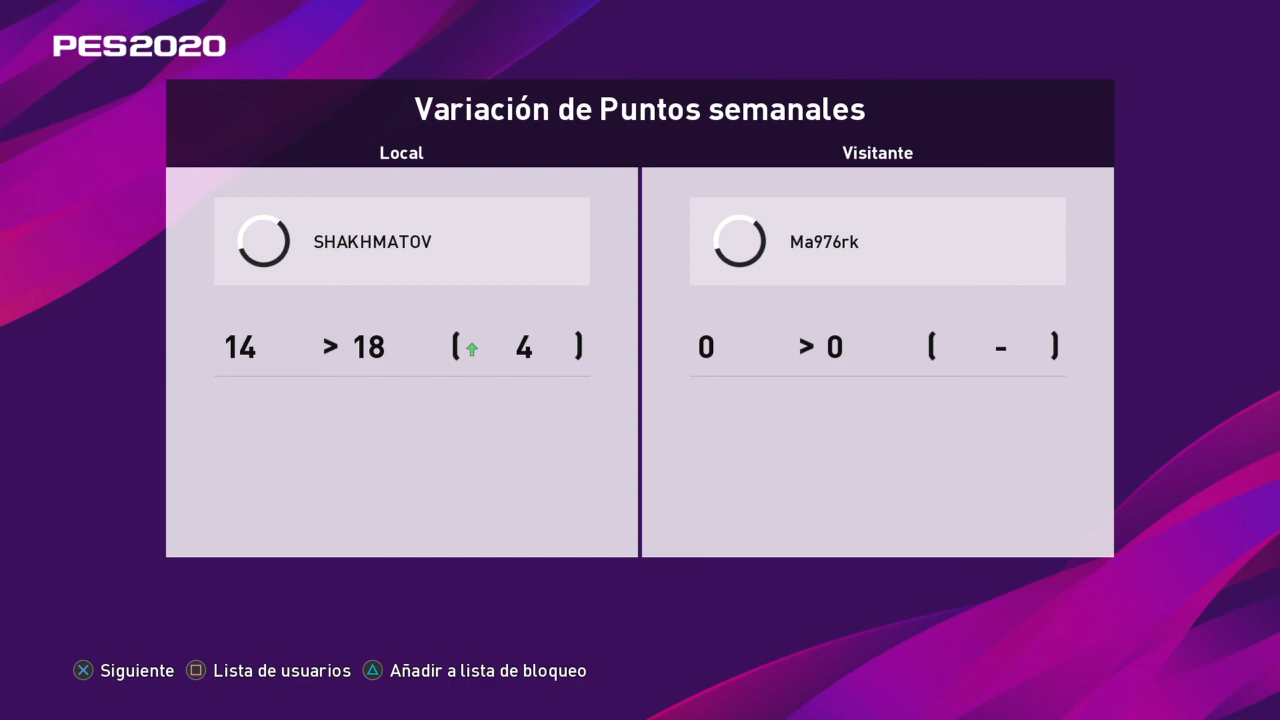 PES2020
Variación de Puntos semanales
Local
Visitante
SHAKHMATOV
Ma976rk
14 > 18 ( 4 )
0 > 0 ( - )
Siguiente Lista de usuarios Añadir a lista de bloqueo